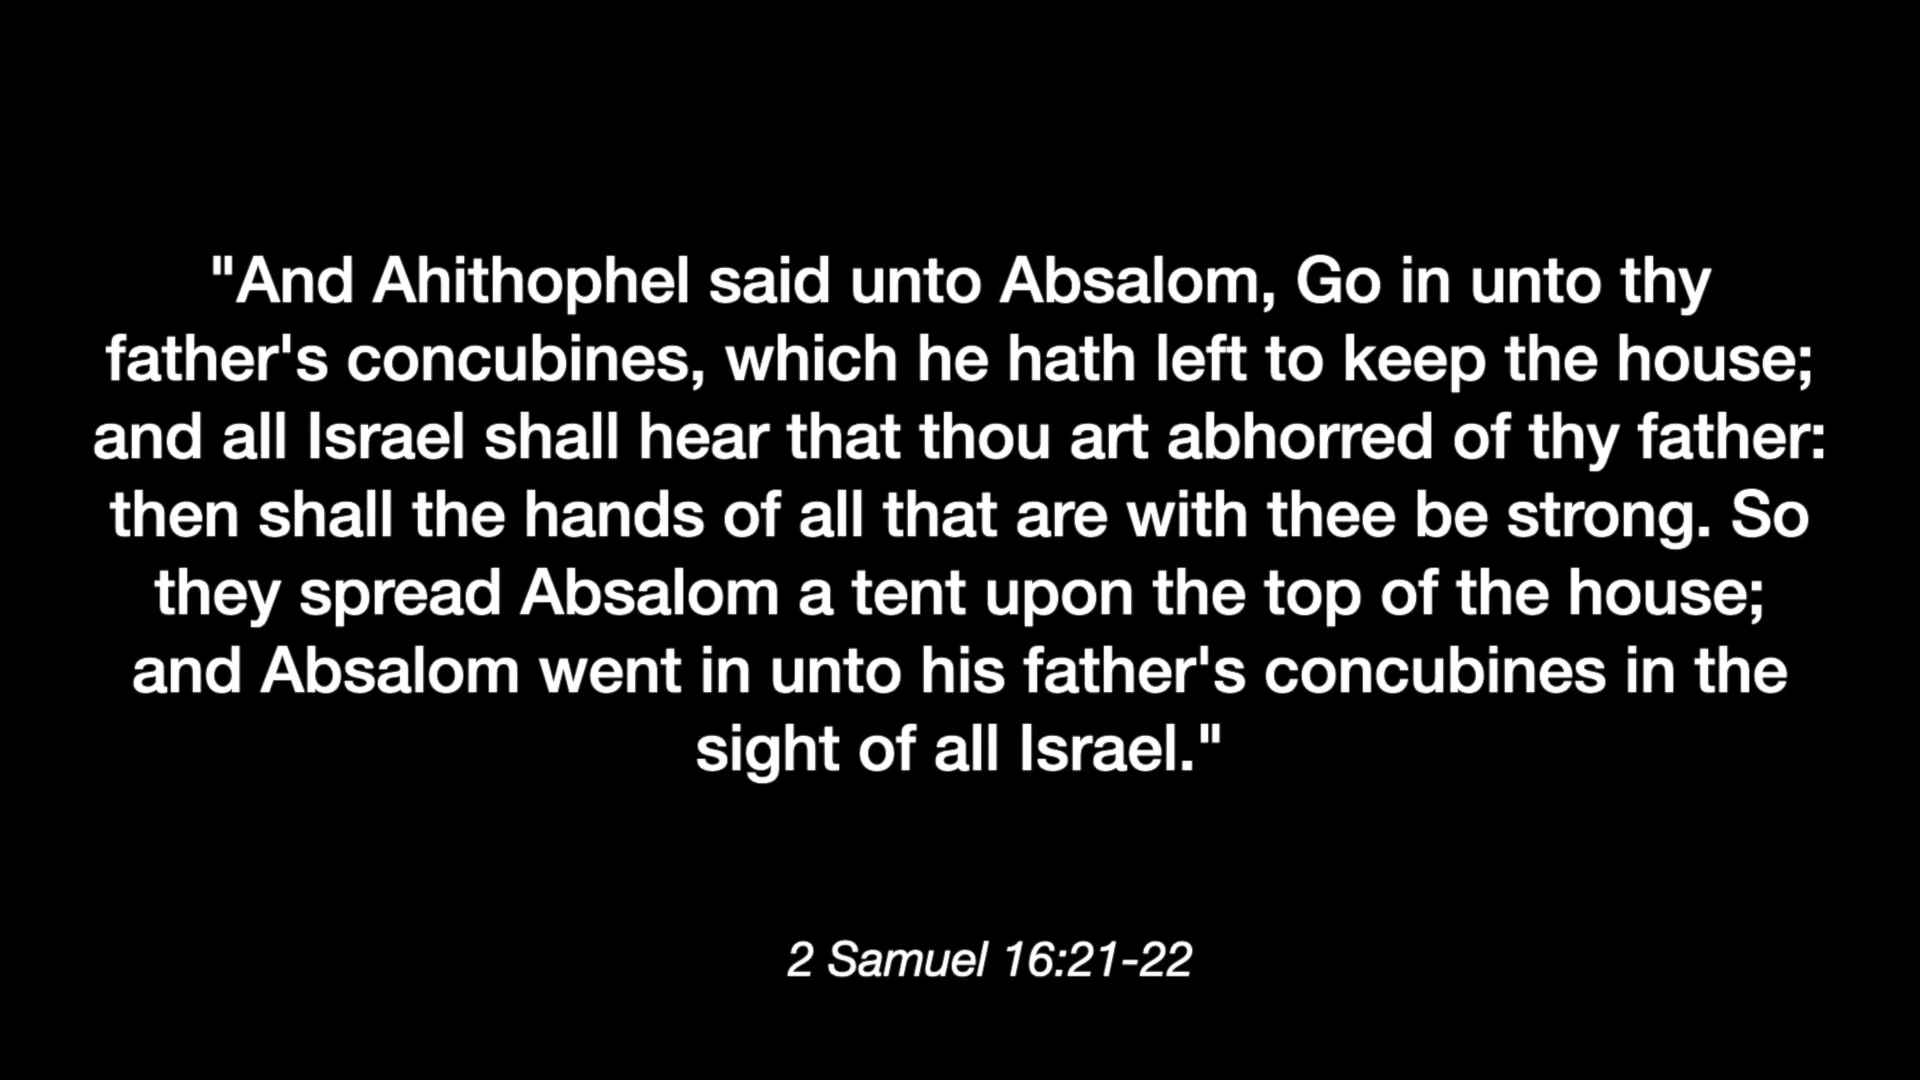 "And Ahithophel said unto Absalom, Go in unto thy
father's concubines, which he hath left to keep the house;
and all Israel shall hear that thou art abhorred of thy father:
then shall the hands of all that are with thee be strong. So
they spread Absalom a tent upon the top of the house;
and Absalom went in unto his father's concubines in the
sight of all Israel."
2 Samuel 16:21-22